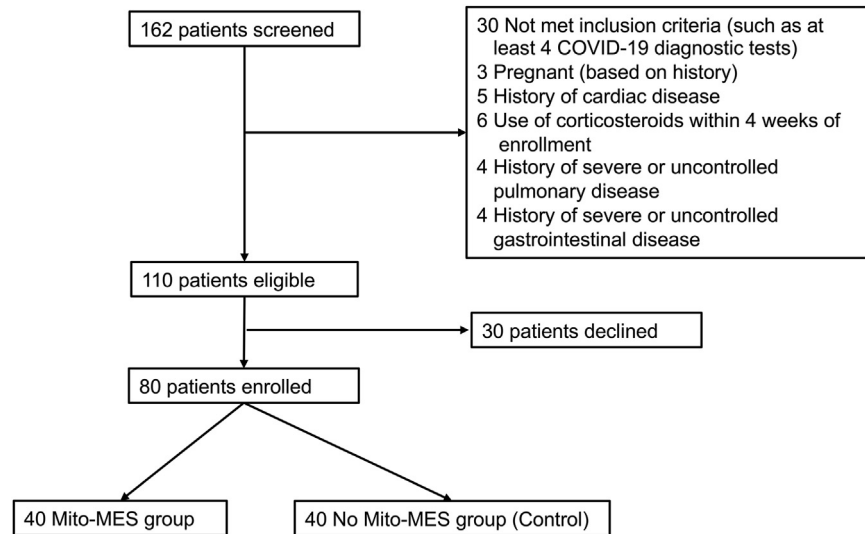 162 patients screened
30 Not met inclusion criteria (such as at
least 4 COVID-19 diagnostic tests)
3 Pregnant (based on history)
5 History of cardiac disease
6 Use of corticosteroids within 4 weeks of
enrollment
4 History of severe or uncontrolled
pulmonary disease
4 History of severe or uncontrolled
gastrointestinal disease
110 patients eligible
30 patients declined
80 patients enrolled
40 Mito-MES group
40 No Mito-MES group (Control)